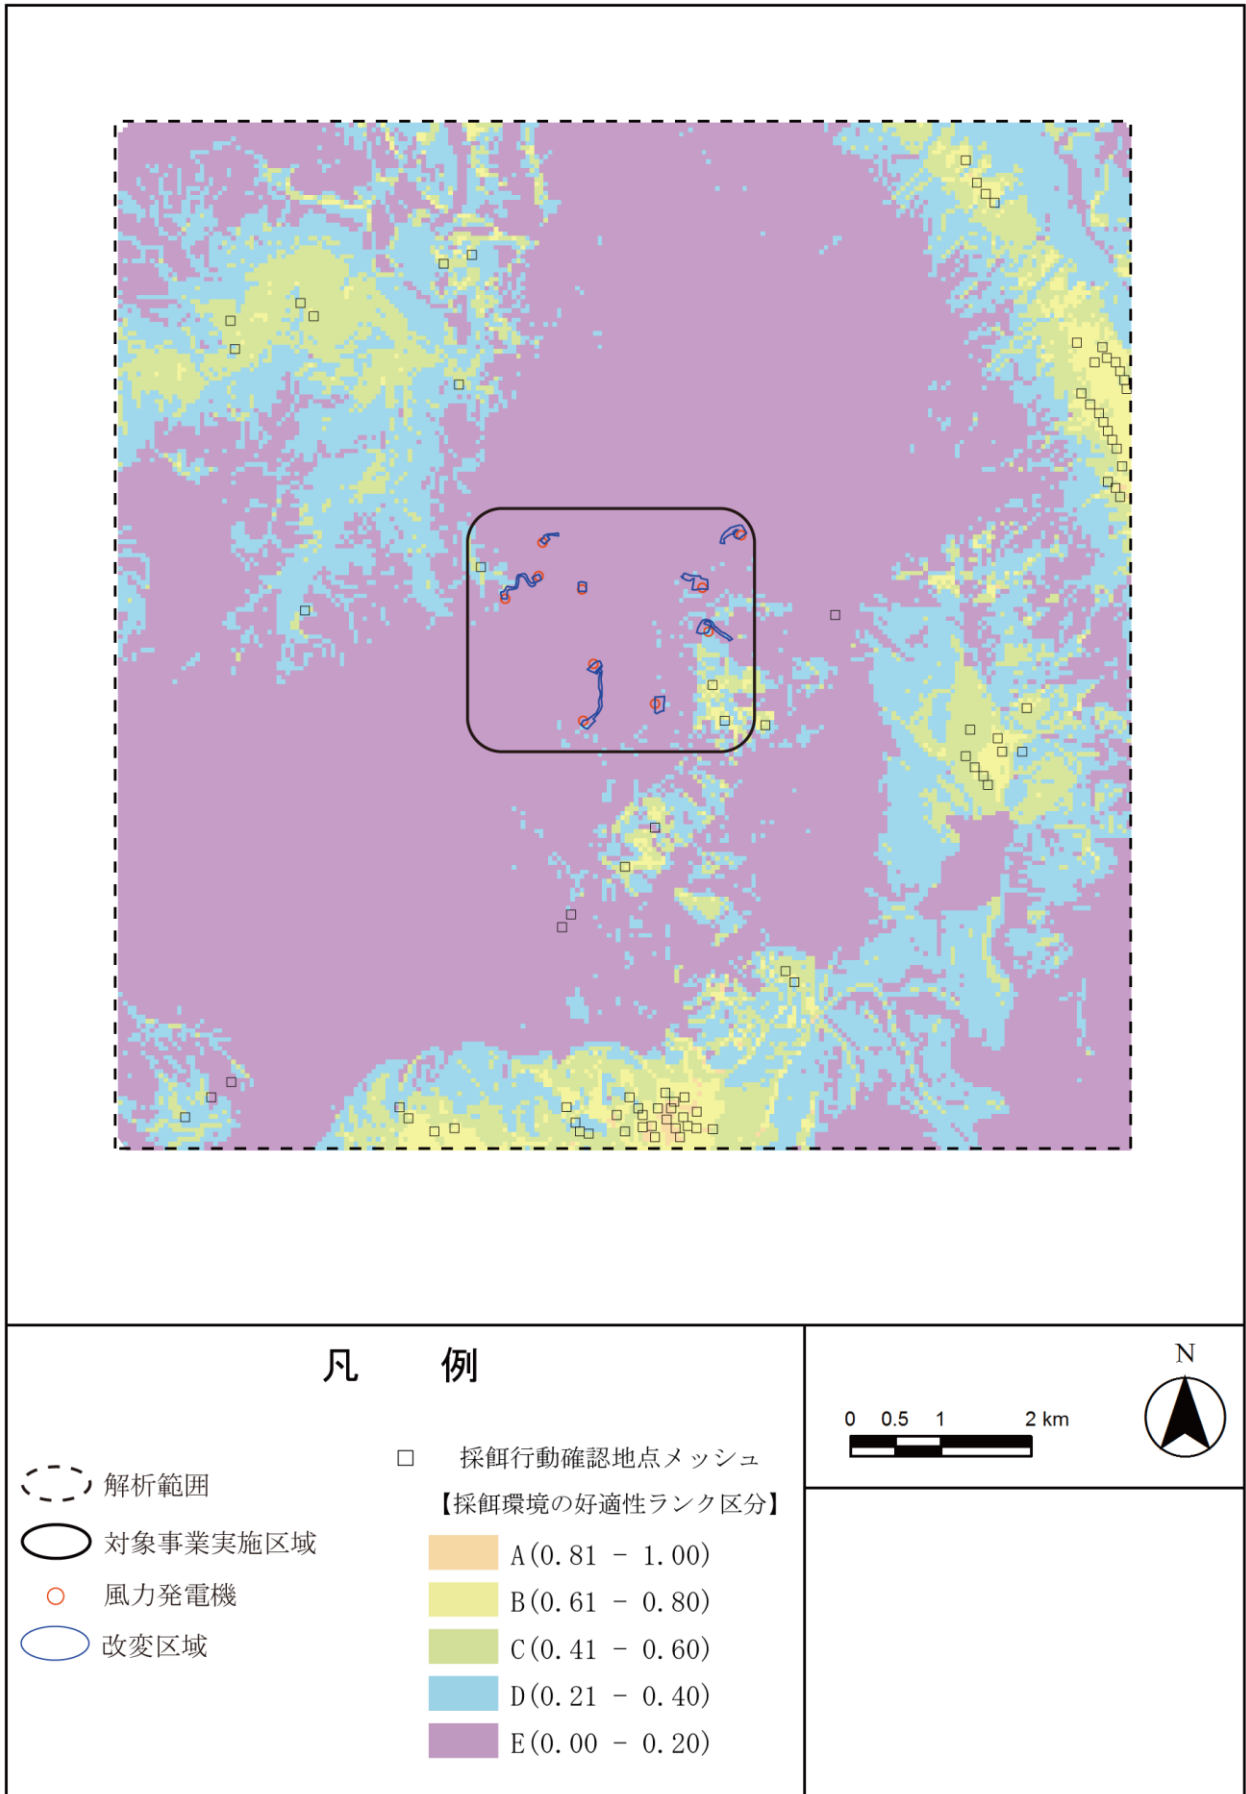 凡 例
解析範囲
対象事業実施区域
風力発電機
改変区域
採餌行動確認地点メッシュ
【採餌環境の好適性ランク区分】
A(0.81 - 1.00)
B(0.61 - 0.80)
C(0.41 - 0.60)
D(0.21 - 0.40)
E(0.00 - 0.20)
0 0.5 1 2 km
N